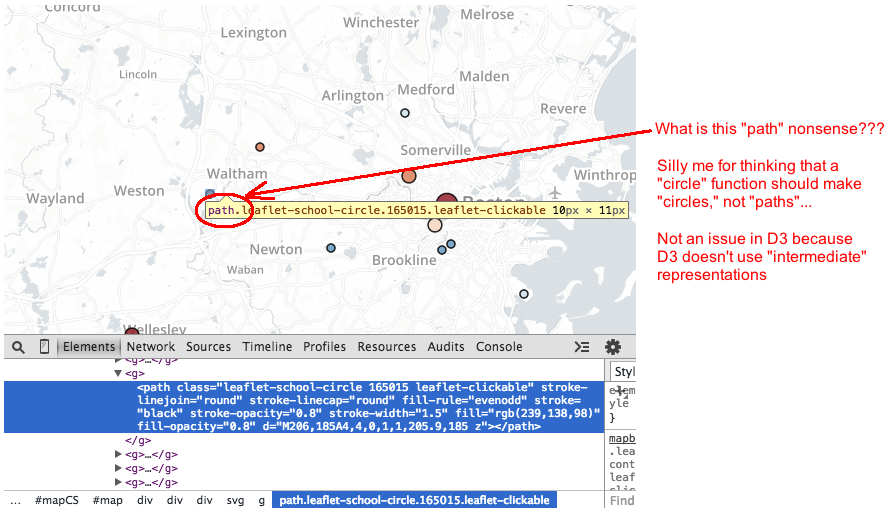 Concord
Melrose
Winchester
Lexington
Lincoln
Malden
Medford
Arlington
Revere
Somerville
Waltham
Winthrop
Weston
Wayland
path.leaflet-school-circle.165015.leaflet-clickable 10px × 11px
Boston
Newton
Brookline
Waban
Wellesley
What is this "path" nonsense???
Silly me for thinking that a
"circle" function should make
"circles," not "paths"...
Not an issue in D3 because
D3 doesn't use "intermediate"
representations
Elements Network Sources Timeline Profiles Resources Audits Console
▶<g>…</g>
▼<g>
<path class="leaflet-school-circle 165015 leaflet-clickable" stroke-
linejoin="round" stroke-linecap="round" fill-rule="evenodd" stroke=
"black" stroke-opacity="0.8" stroke-width="1.5" fill="rgb(239,138,98)"
fill-opacity="0.8" d="M206,185A4,4,0,1,1,205.9,185 z"></path>
</g>
▶<g>…</g>
▶<g>…</g>
▶<g>…</g>
Styl
yle
}
mapb
.lea
cont
leaf
Find
... #mapCS #map div div div svg g path.leaflet-school-circle.165015.leaflet-clickable